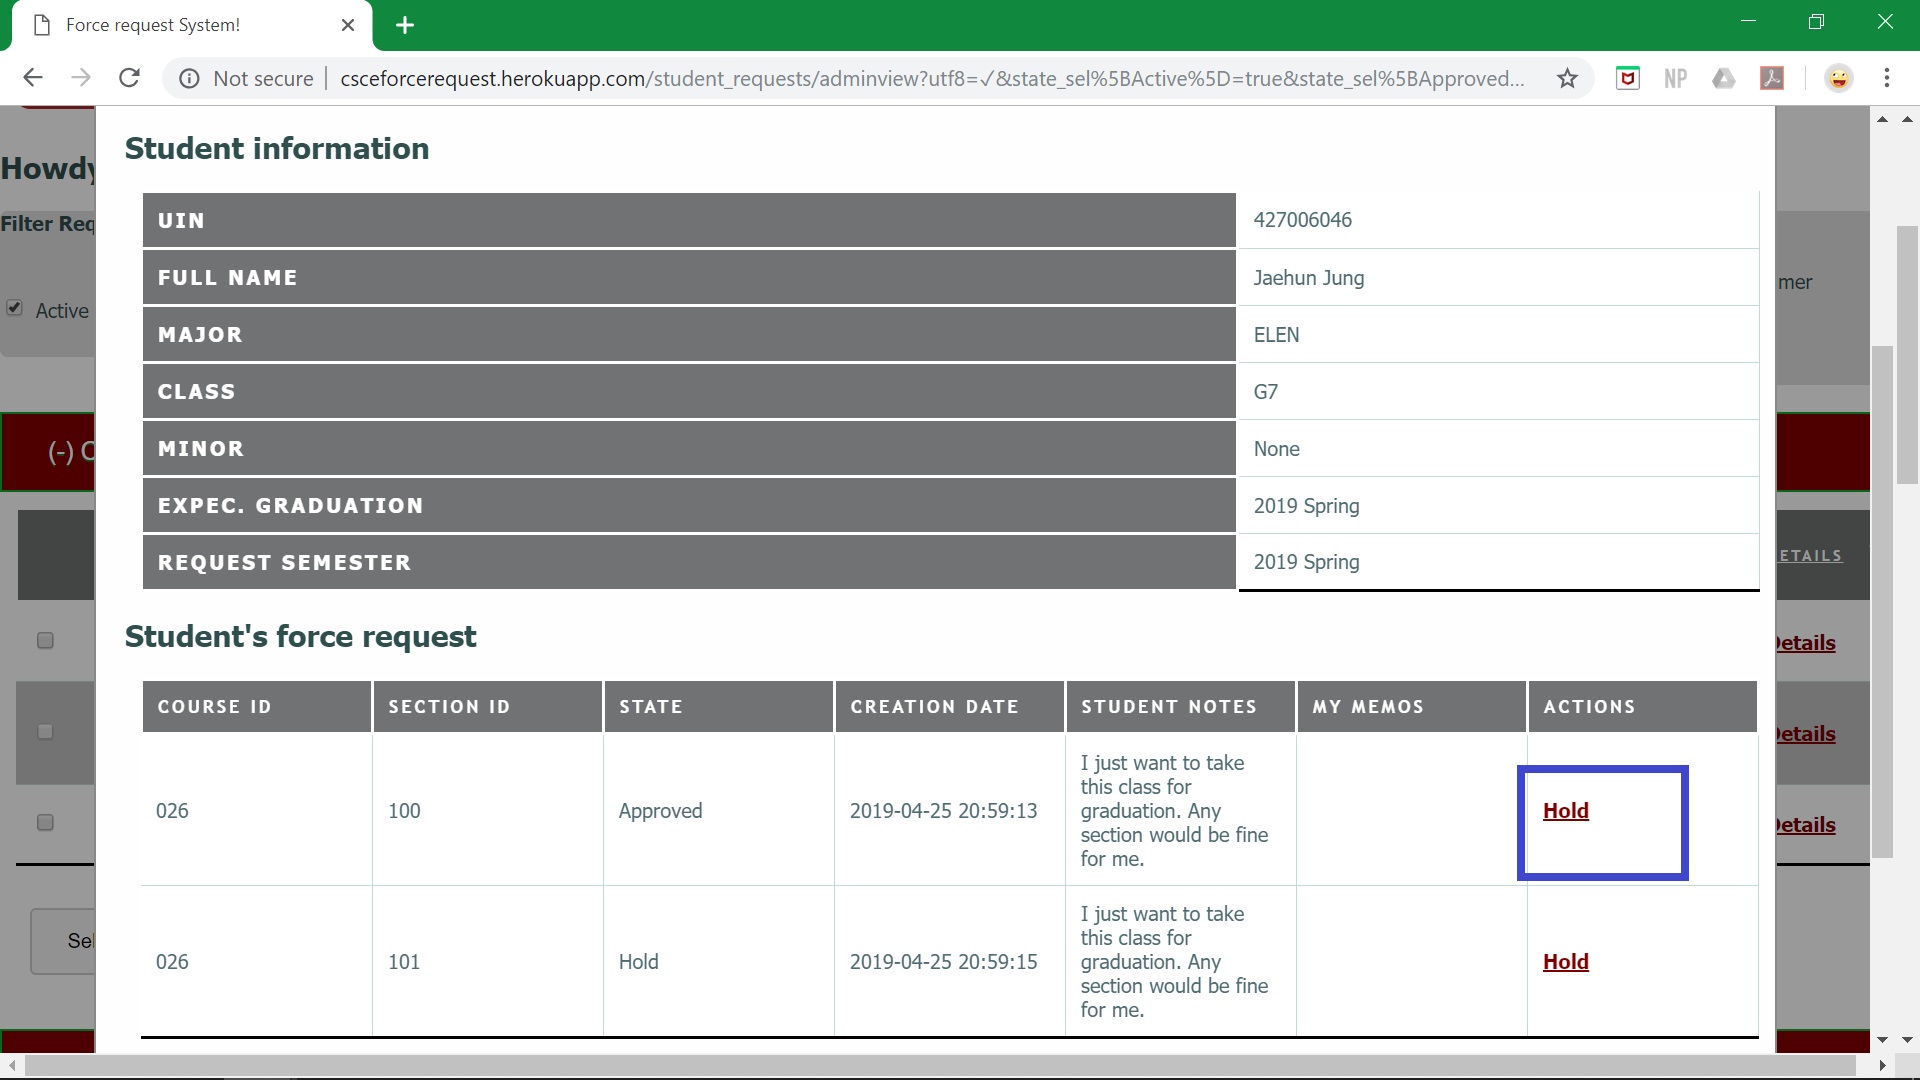 Force request System!
Not secure
csceforcerequest.herokuapp.com/student_requests/adminview?utf8=✓&state_sel%5BActive%5D=true&state_sel%5BApproved...
NP
Student information
Howdy
UIN 427006046
Filter Req
FULL NAME Jaehun Jung
mer
Active
MAJOR ELEN
CLASS G7
MINOR None
(-) C
EXPEC. GRADUATION 2019 Spring
REQUEST SEMESTER 2019 Spring
ETAILS
Student's force request
Details
COURSE ID SECTION ID STATE CREATION DATE STUDENT NOTES MY MEMOS ACTIONS
Details
I just want to take
this class for
026 100 Approved 2019-04-25 20:59:13 graduation. Any Hold
section would be fine
for me.
Details
I just want to take
this class for
Sel
026 101 Hold 2019-04-25 20:59:15 graduation. Any Hold
section would be fine
for me.